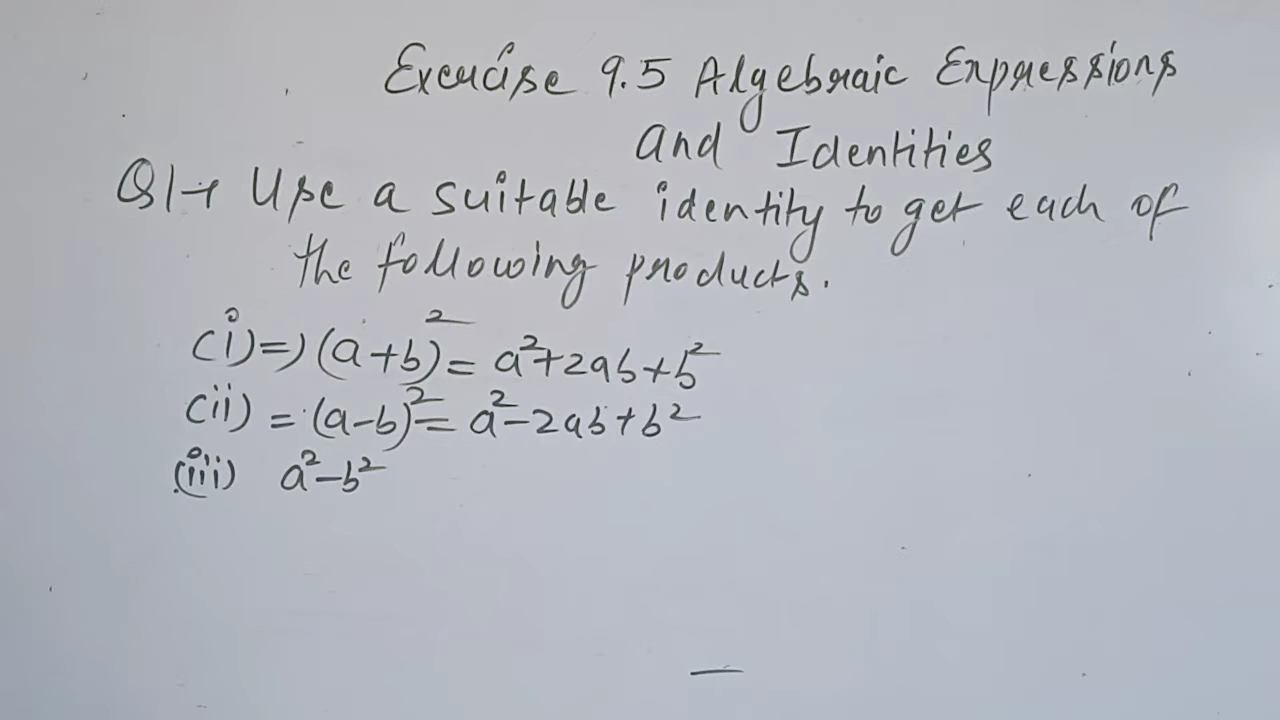 Exercise 9.5 Algebraic Expressions
and Identities
Q1→ Use a suitable identity to get each of
the following products.
(i)=) (a+b)²= a²+2ab+b²
(ii) = (a-b)²= a²-2ab+b²
(iii) a²-b²